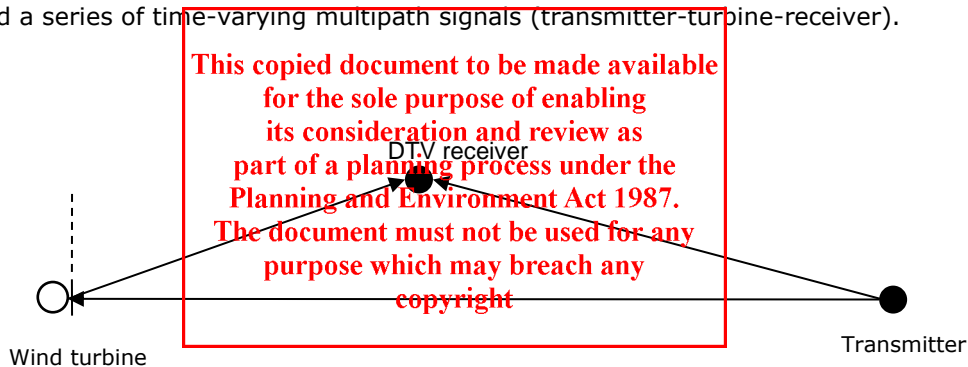 d a series of time-varying multipath signals (transmitter-turbine-receiver).
This copied document to be made available
for the sole purpose of enabling
its consideration and review as
part of a planning process under the
Planning and Environment Act 1987.
The document must not be used for any
purpose which may breach any
copyright
DTV receiver
Wind turbine
Transmitter